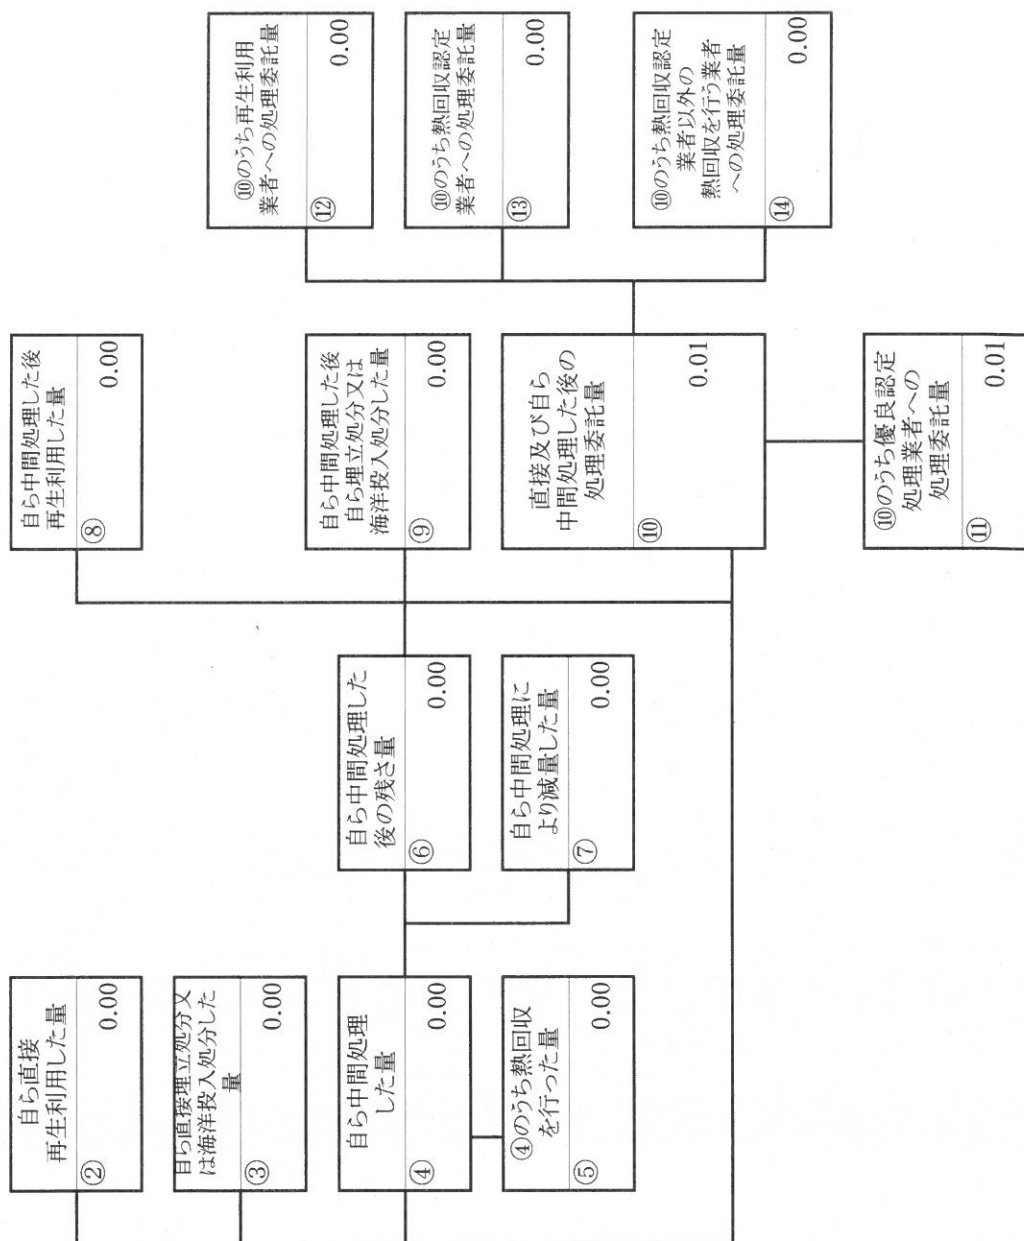 自ら直接
再生利用した量
②
0.00
自ら直接埋立処分又
は海洋投入処分した
量
③
0.00
自ら中間処理
した量
④
0.00
④のうち熱回収
を行った量
⑤
0.00
自ら中間処理した
後の残さ量
⑥
0.00
自ら中間処理に
より減量した量
⑦
0.00
自ら中間処理した後
再生利用した量
⑧
0.00
自ら中間処理した後
自ら埋立処分又は
海洋投入処分した量
⑨
0.00
直接及び自ら
中間処理した後の
処理委託量
⑩
0.01
⑩のうち優良認定
処理業者への
処理委託量
⑪
0.01
⑩のうち再生利用
業者への処理委託量
⑫
0.00
⑩のうち熱回収認定
業者への処理委託量
⑬
0.00
⑩のうち熱回収認定
業者以外の
熱回収を行う業者
への処理委託量
⑭
0.00